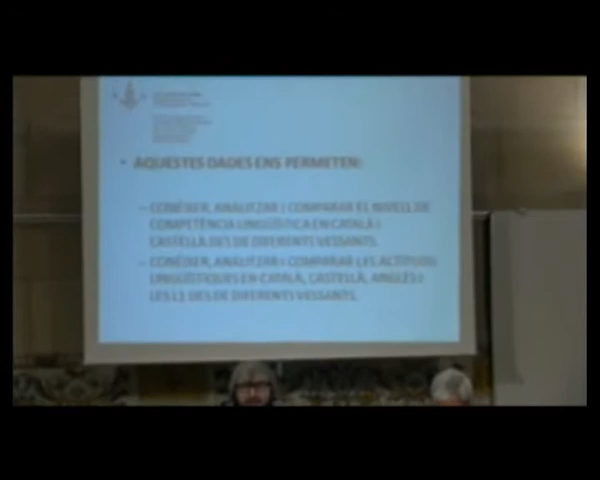 • AQUESTES DADES ENS PERMETEN:
– CONÈIXER, ANALITZAR I COMPARAR EL NIVELL DE
COMPETÈNCIA LINGÜÍSTICA EN CATALÀ I
CASTELLÀ DES DE DIFERENTS VESSANTS.
– CONÈIXER, ANALITZAR I COMPARAR LES ACTITUDS
LINGÜÍSTIQUES EN CATALÀ, CASTELLÀ, ANGLÈS I
LES L1 DES DE DIFERENTS VESSANTS.